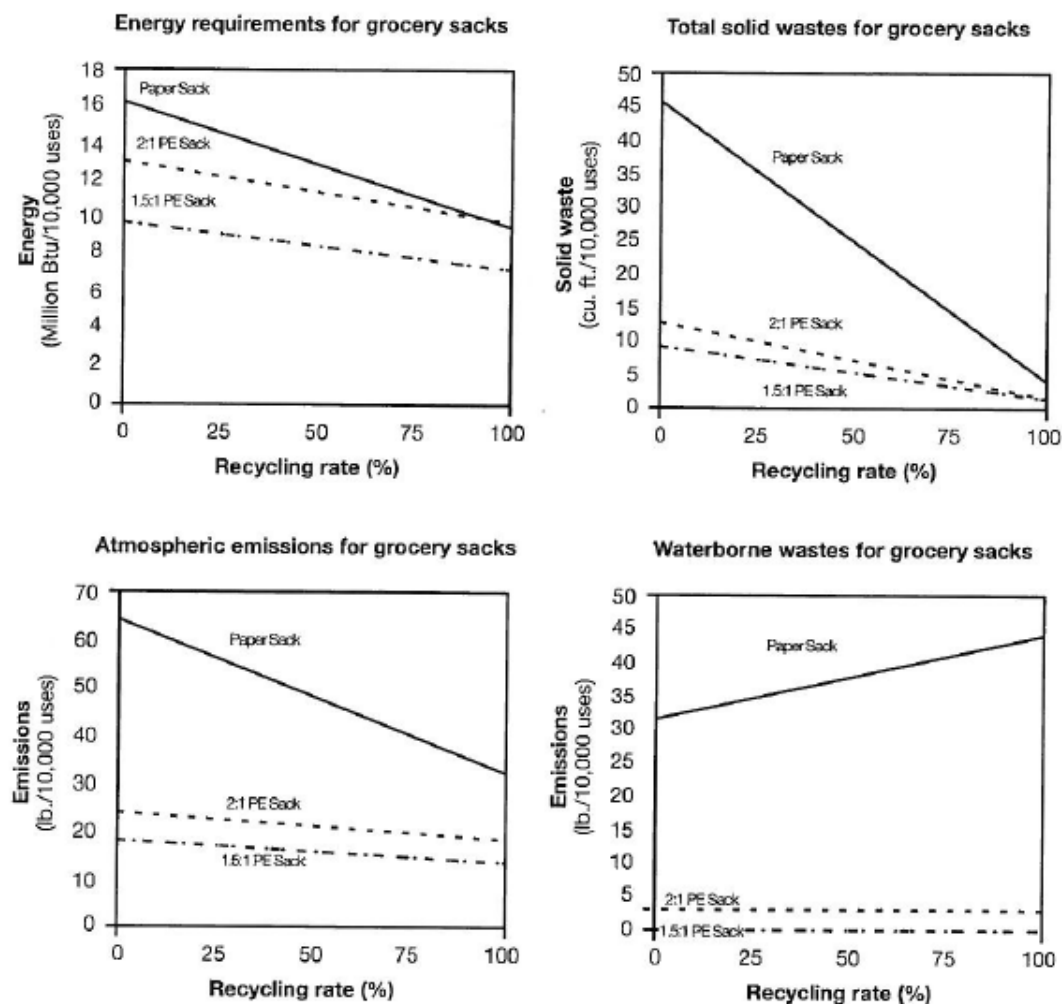 Energy requirements for grocery sacks
18
16
14
12
10
8
6
4
2
0
Energy
(Million Btu/10,000 uses)
Paper Sack
2:1 PE Sack
1.5:1 PE Sack
0 25 50 75 100
Recycling rate (%)
Total solid wastes for grocery sacks
50
45
40
35
30
25
20
15
10
5
0
Solid waste
(cu. ft./10,000 uses)
Paper Sack
2:1 PE Sack
1.5:1 PE Sack
0 25 50 75 100
Recycling rate (%)
Atmospheric emissions for grocery sacks
70
60
50
40
30
20
10
0
Emissions
(lb./10,000 uses)
Paper Sack
2:1 PE Sack
1.5:1 PE Sack
0 25 50 75 100
Recycling rate (%)
Waterborne wastes for grocery sacks
50
45
40
35
30
25
20
15
10
5
0
Emissions
(lb./10,000 uses)
Paper Sack
2:1 PE Sack
1.5:1 PE Sack
0 25 50 75 100
Recycling rate (%)